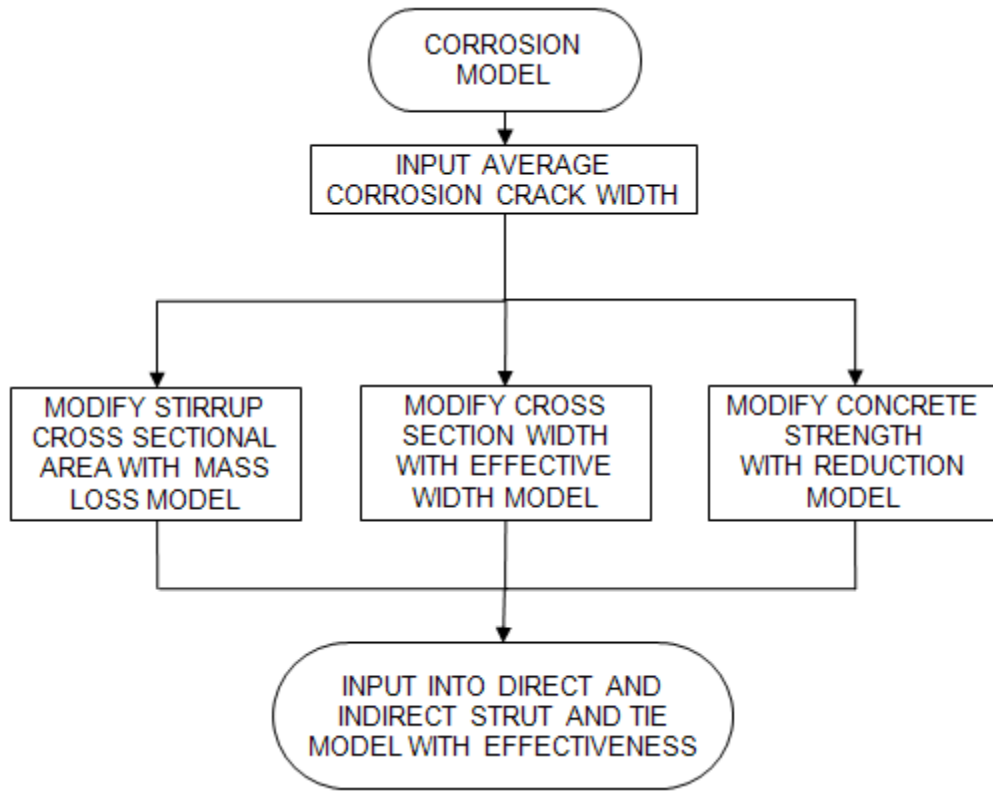 CORROSION
MODEL
INPUT AVERAGE
CORROSION CRACK WIDTH
MODIFY STIRRUP
CROSS SECTIONAL
AREA WITH MASS
LOSS MODEL
MODIFY CROSS
SECTION WIDTH
WITH EFFECTIVE
WIDTH MODEL
MODIFY CONCRETE
STRENGTH
WITH REDUCTION
MODEL
INPUT INTO DIRECT AND
INDIRECT STRUT AND TIE
MODEL WITH EFFECTIVENESS